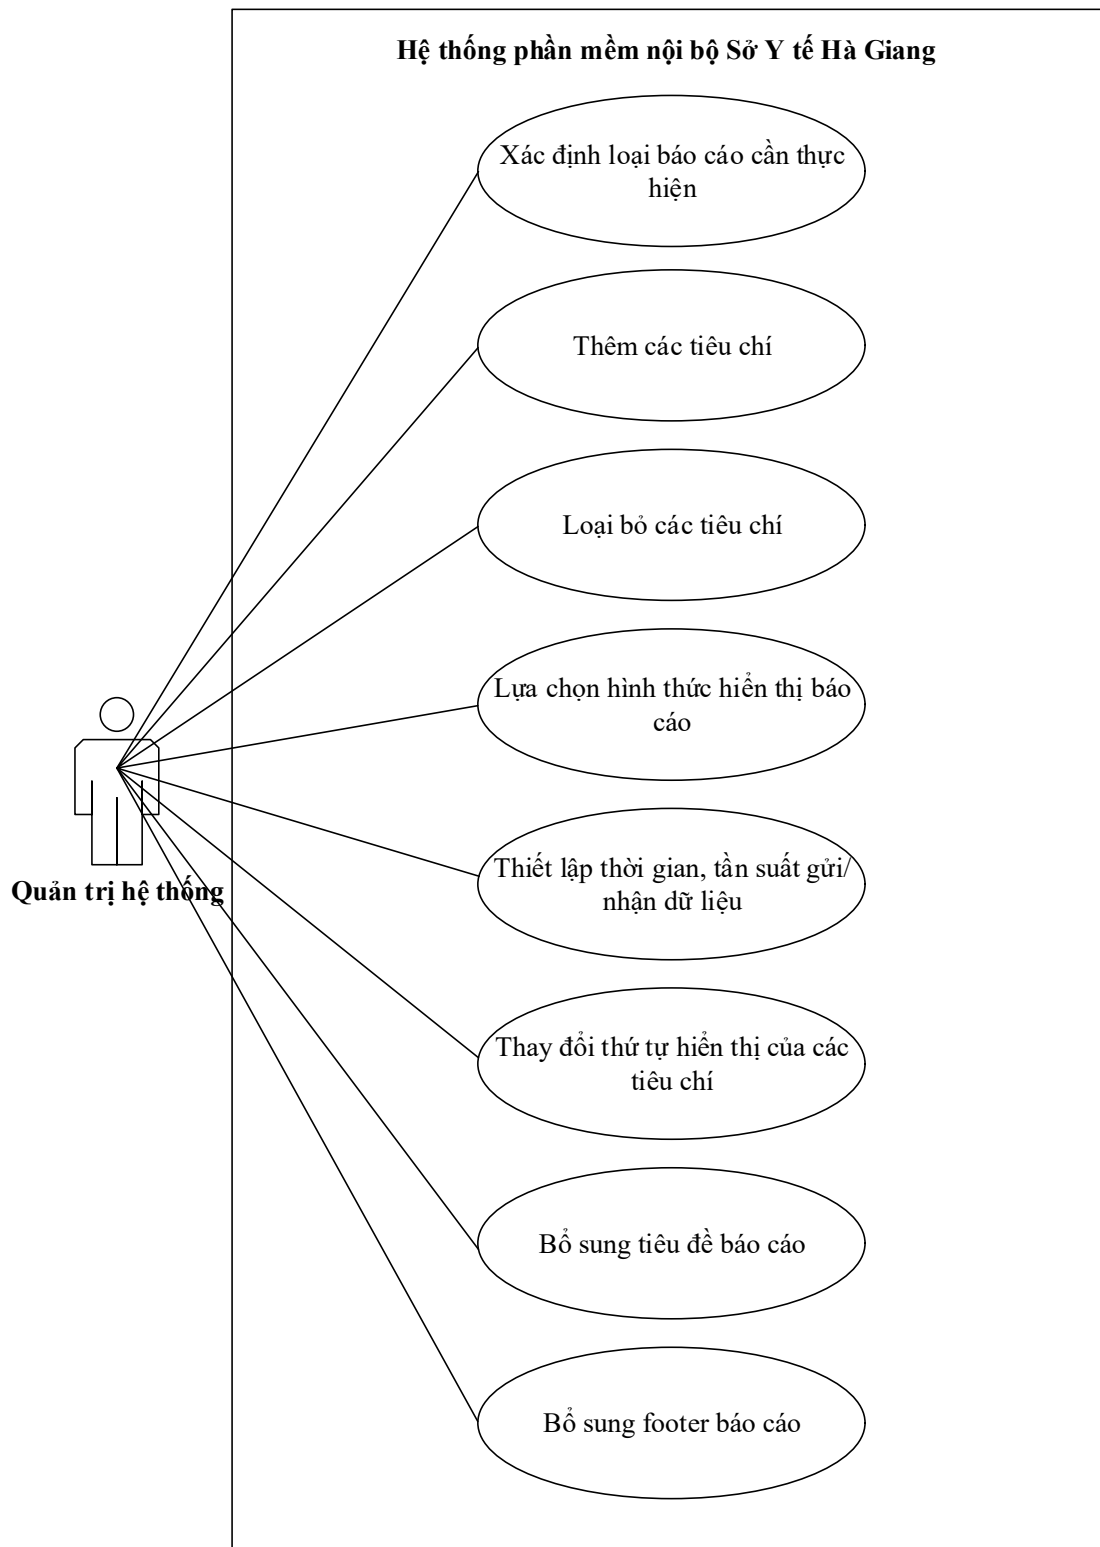 Hệ thống phần mềm nội bộ Sở Y tế Hà Giang
Xác định loại báo cáo cần thực
hiện
Thêm các tiêu chí
Loại bỏ các tiêu chí
Lựa chọn hình thức hiển thị báo
cáo
Thiết lập thời gian, tần suất gửi/
nhận dữ liệu
Quản trị hệ thống
Thay đổi thứ tự hiển thị của các
tiêu chí
Bổ sung tiêu đề báo cáo
Bổ sung footer báo cáo